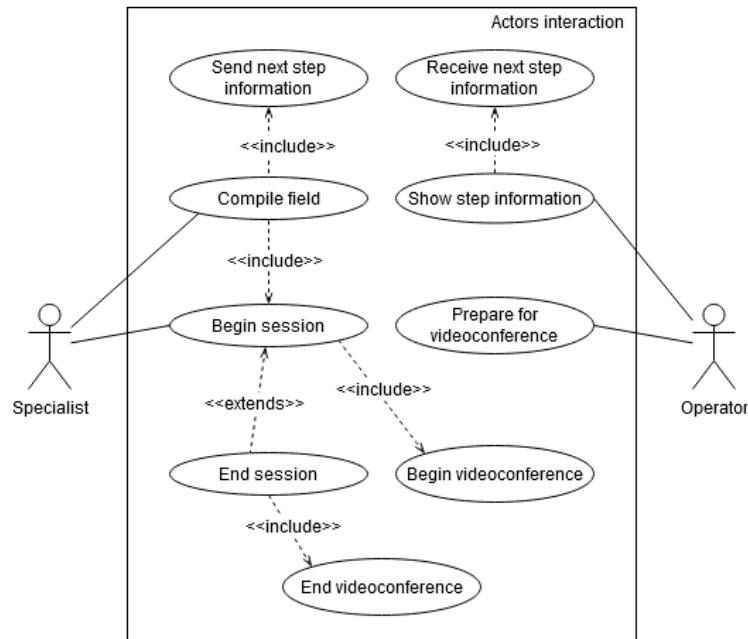 Actors interaction
Send next step
information
Receive next step
information
<<include>>
<<include>>
Compile field
Show step information
<<include>>
Begin session
Prepare for
videoconference
<<extends>>
<<include>>
Specialist
Operator
End session
Begin videoconference
<<include>>
End videoconference